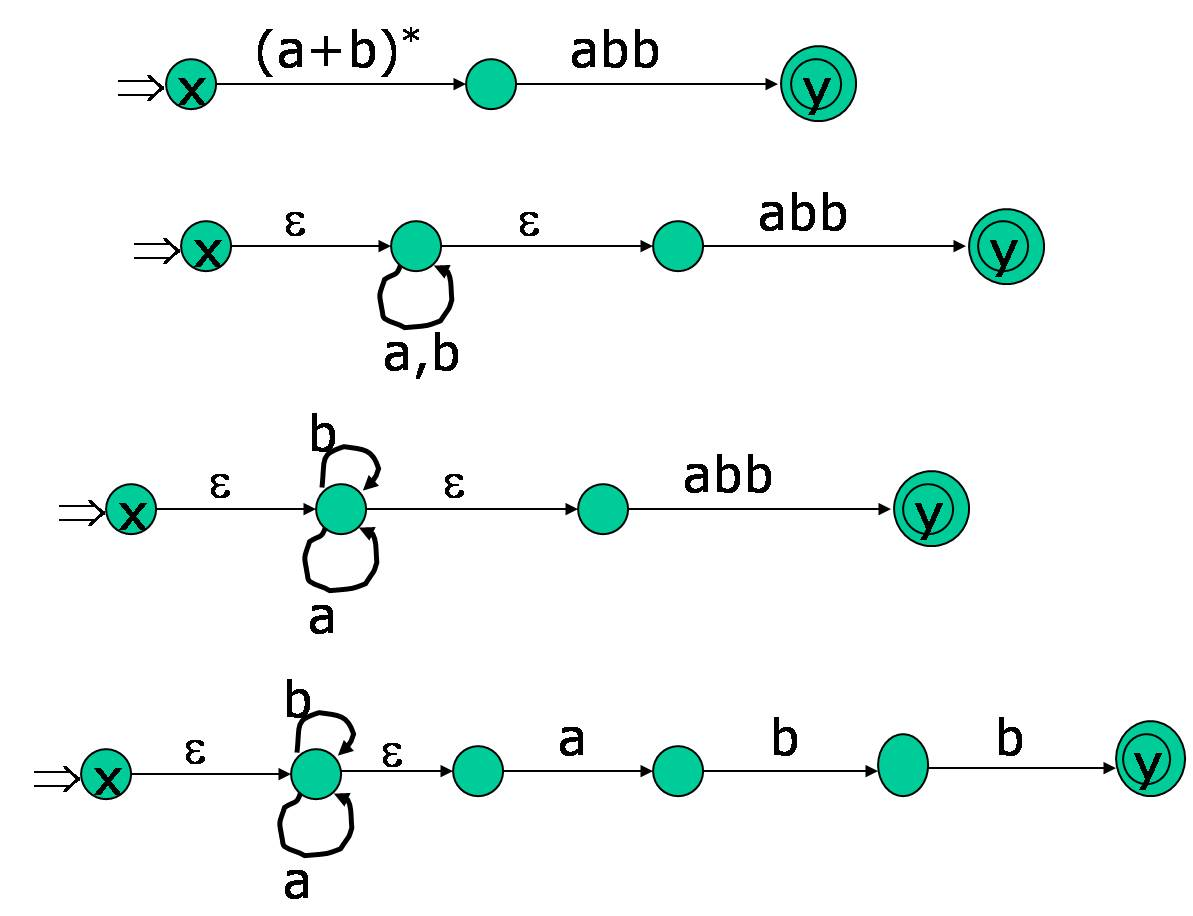 (a+b)* abb
x y
ε ε abb
x y
a,b
b
ε ε abb
x y
a
b
ε ε a b b
x y
a